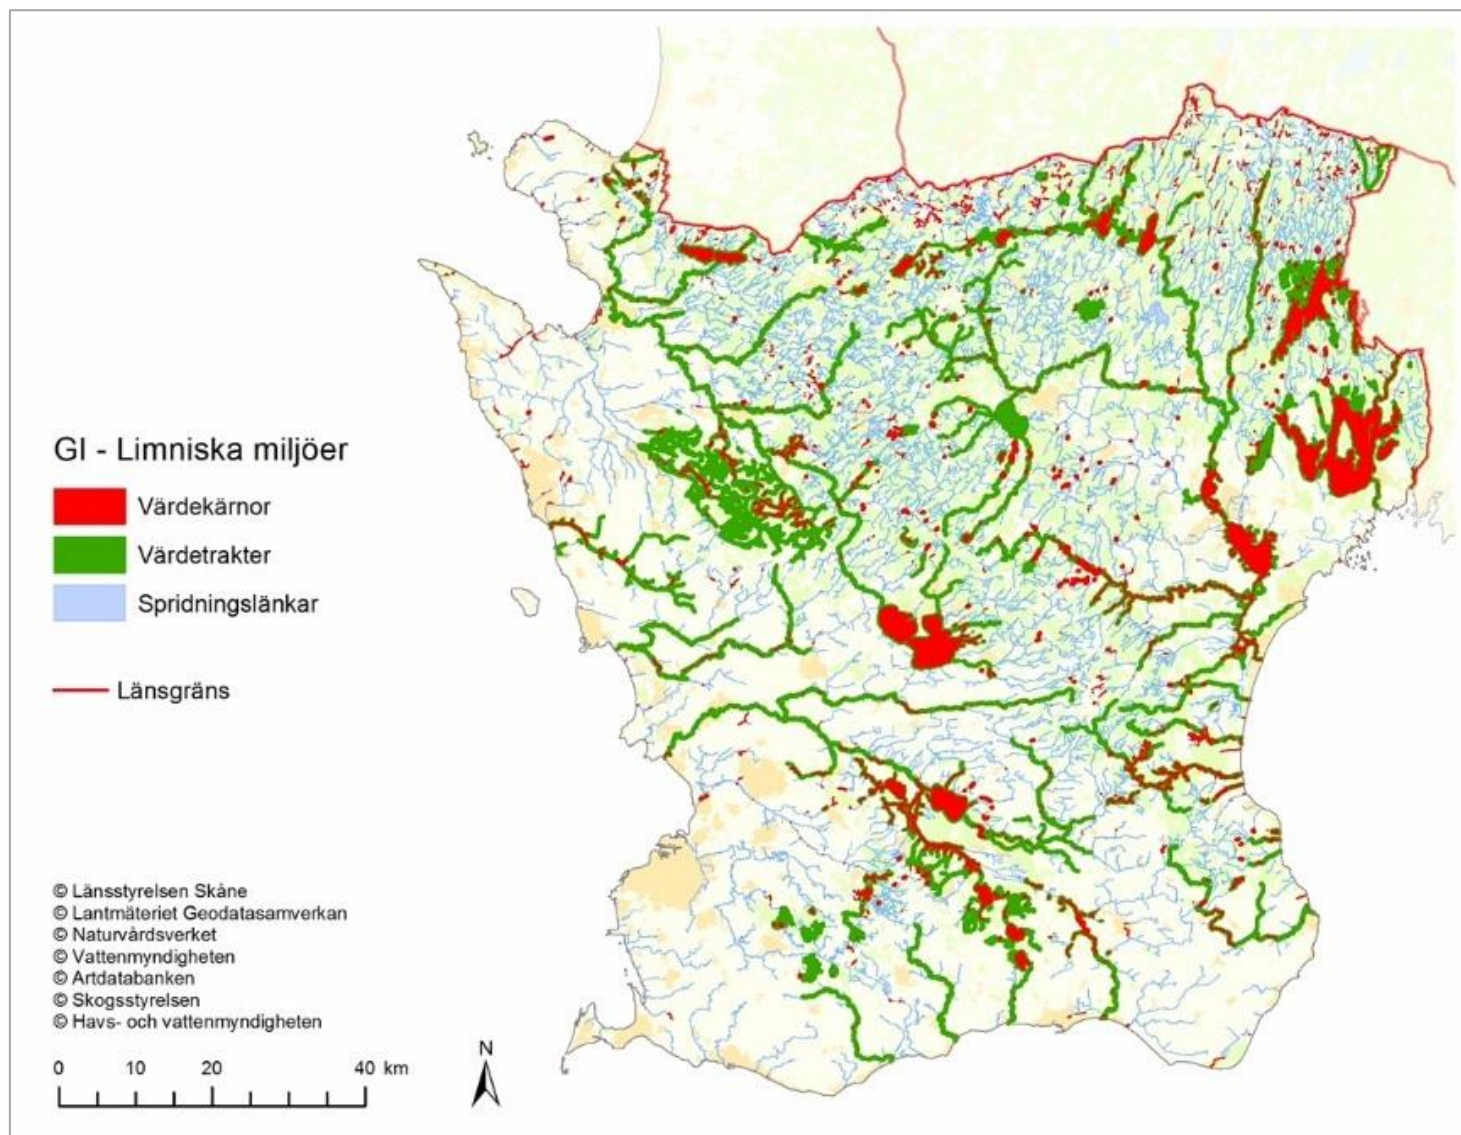 GI - Limniska miljöer
Värdekärnor
Värdetrakter
Spridningslänkar
Länsgräns
© Länsstyrelsen Skåne
© Lantmäteriet Geodatasamverkan
© Naturvårdsverket
© Vattenmyndigheten
© Artdatabanken
© Skogsstyrelsen
© Havs- och vattenmyndigheten
0 10 20 40 km
N